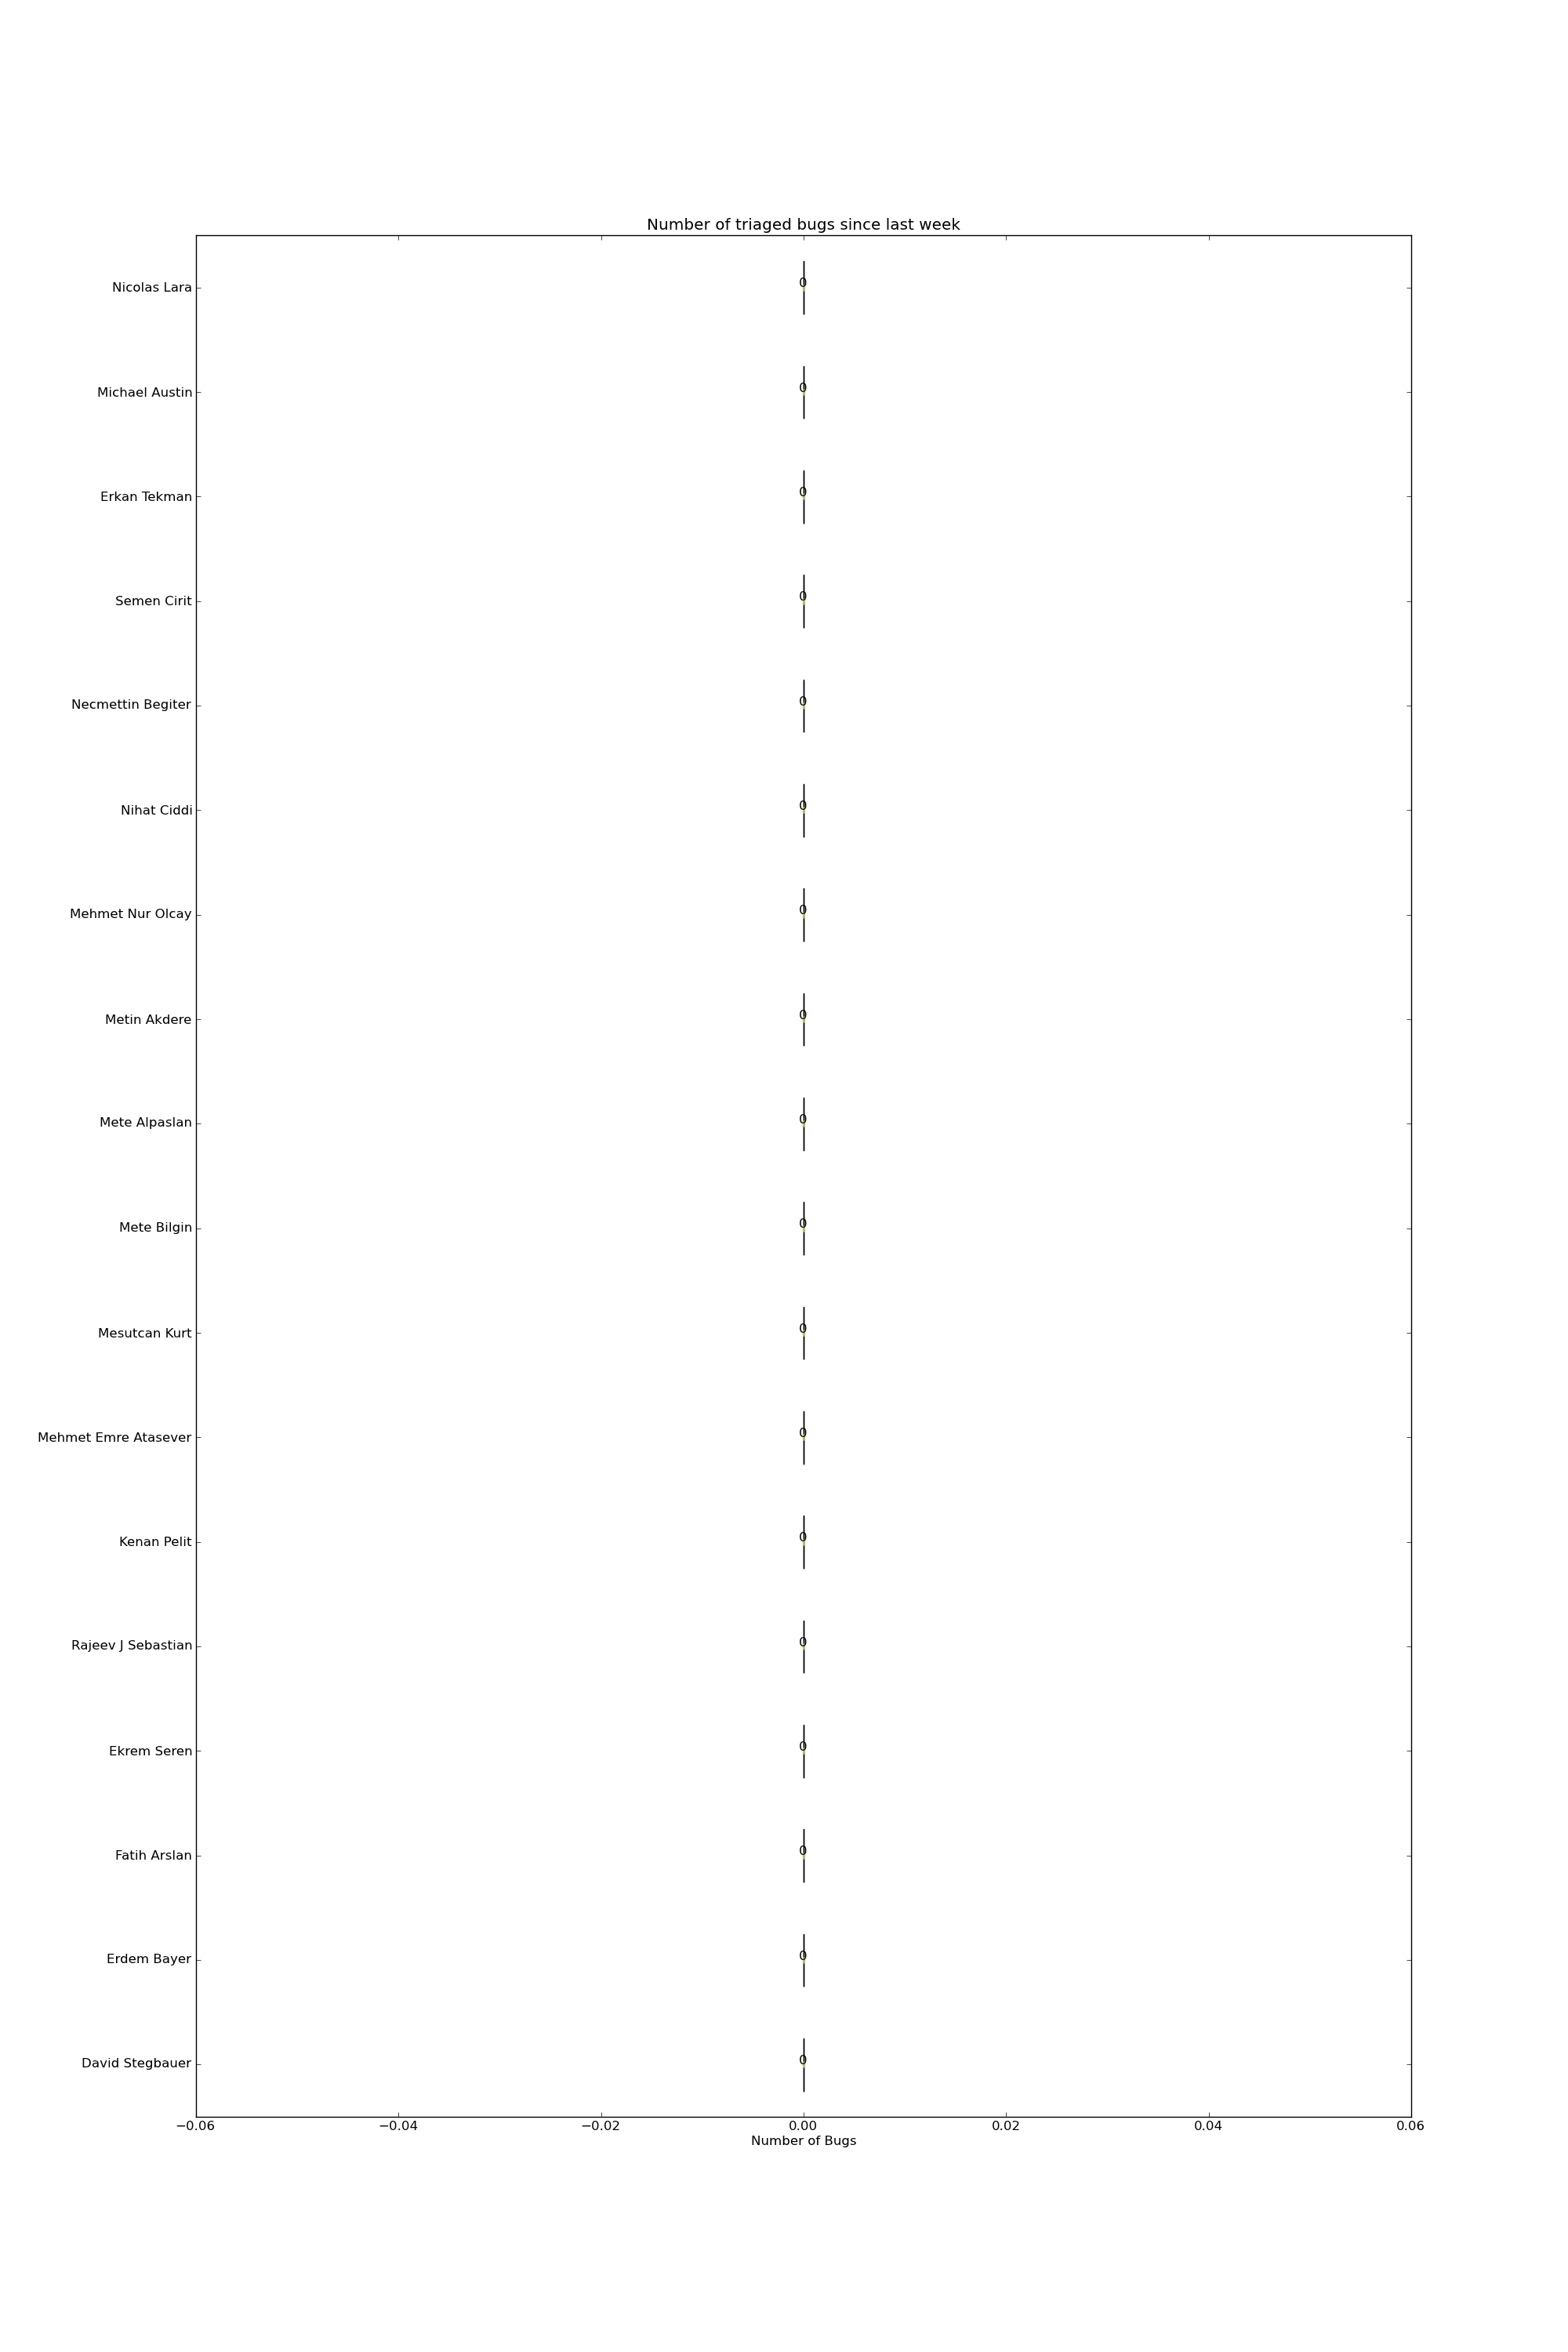 Number of triaged bugs since last week
Nicolas Lara 0
Michael Austin 0
Erkan Tekman 0
Semen Cirit 0
Necmettin Begiter 0
Nihat Ciddi 0
Mehmet Nur Olcay 0
Metin Akdere 0
Mete Alpaslan 0
Mete Bilgin 0
Mesutcan Kurt 0
Mehmet Emre Atasever 0
Kenan Pelit 0
Rajeev J Sebastian 0
Ekrem Seren 0
Fatih Arslan 0
Erdem Bayer 0
David Stegbauer 0
−0.06 −0.04 −0.02 0.00 0.02 0.04 0.06
Number of Bugs